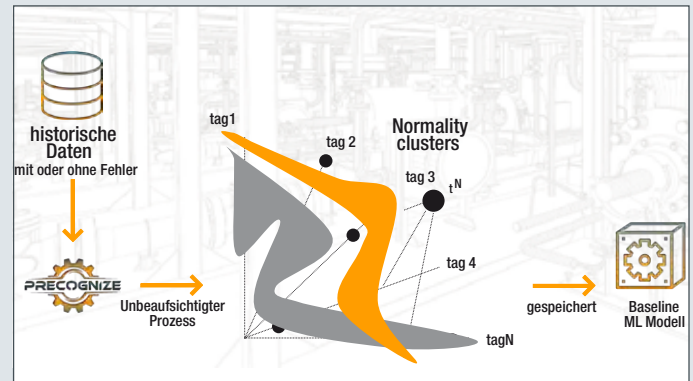 historische
Daten
mit oder ohne Fehler
PRECOGNIZE
Unbeaufsichtigter
Prozess
tag1
tag 2
Normality
clusters
tag 3
tᴺ
tag 4
tagN
gespeichert
Baseline
ML Modell